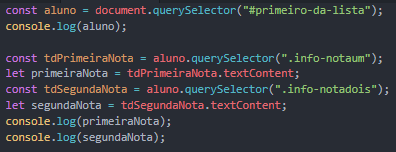 const aluno = document.querySelector("#primeiro-da-lista");
console.log(aluno);
const tdPrimeiraNota = aluno.querySelector(".info-notaum");
let primeiraNota = tdPrimeiraNota.textContent;
const tdSegundaNota = aluno.querySelector(".info-notadois");
let segundaNota = tdSegundaNota.textContent;
console.log(primeiraNota);
console.log(segundaNota);